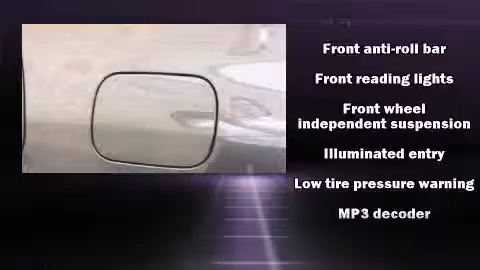 Front anti-roll bar
Front reading lights
Front wheel
independent suspension
Illuminated entry
Low tire pressure warning
MP3 decoder